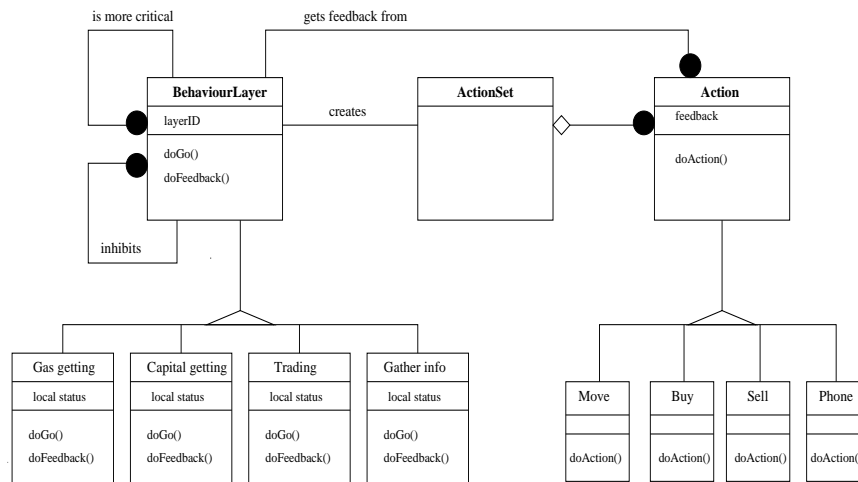 is more critical
gets feedback from
BehaviourLayer
ActionSet
Action
layerID
creates
feedback
doGo()
doFeedback()
doAction()
inhibits
Gas getting
Capital getting
Trading
Gather info
local status
local status
local status
local status
doGo()
doGo()
doGo()
doGo()
doFeedback()
doFeedback()
doFeedback()
doFeedback()
Move
Buy
Sell
Phone
doAction()
doAction()
doAction()
doAction()